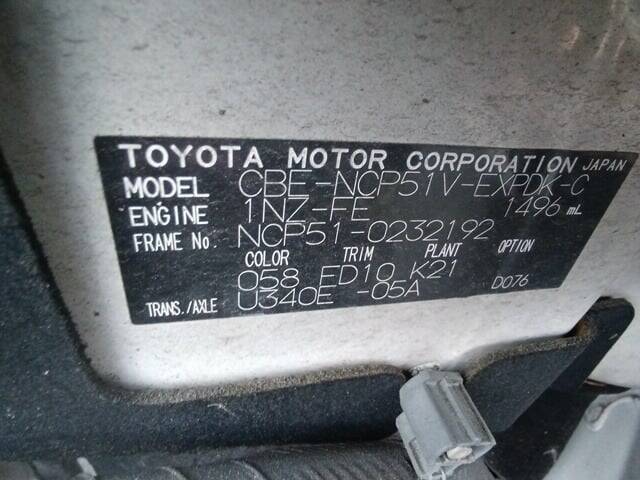 TOYOTA MOTOR CORPORATION JAPAN
MODEL CBE-NCP51V-EXPDK-C
ENGINE 1NZ-FE 1496 mL
FRAME No. NCP51-0232192
COLOR TRIM PLANT OPTION
058 FD10 K21 D076
TRANS./AXLE U340E -05A